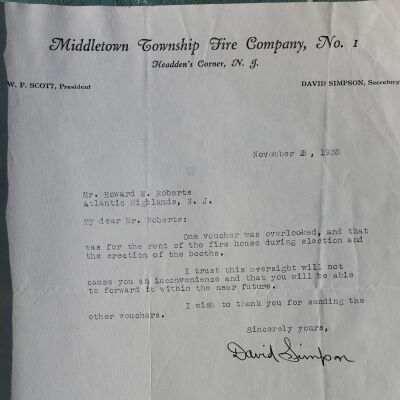 Middletown Township Fire Company, No. 1
Headden's Corner, N. J.
W. P. SCOTT, President
DAVID SIMPSON, Secretary
November 28, 1938
Mr. Howard W. Roberts
Atlantic Highlands, N. J.
My dear Mr. Roberts:
One voucher was overlooked, and that
was for the rent of the fire house during election and
the erection of the booths.
I trust this oversight will not
cause you an inconvenience and that you will be able
to forward it within the near future.
I wish to thank you for sending the
other vouchers.
Sincerely yours,
David Simpson